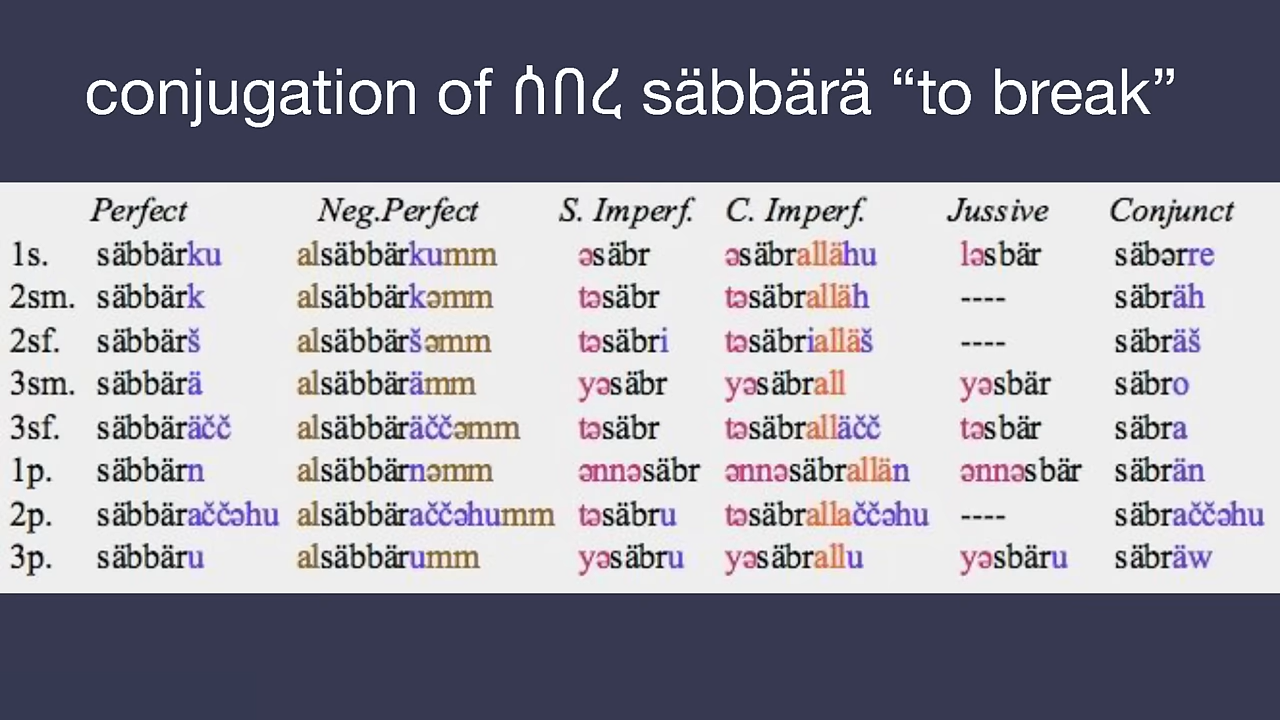 conjugation of ሰበረ säbbärä “to break”
Perfect Neg.Perfect S. Imperf. C. Imperf. Jussive Conjunct
1s. säbbärku alsäbbärkumm əsäbr əsäbrallähu ləsbär säbərre
2sm. säbbärk alsäbbärkəmm təsäbr təsäbralläh ---- säbräh
2sf. säbbärš alsäbbäršəmm təsäbri təsäbrialläš ---- säbräš
3sm. säbbärä alsäbbärämm yəsäbr yəsäbrall yəsbär säbro
3sf. säbbäräčč alsäbbäräččəmm təsäbr təsäbralläčč təsbär säbra
1p. säbbärn alsäbbärnəmm ənnəsäbr ənnəsäbrallän ənnəsbär säbrän
2p. säbbäraččəhu alsäbbäraččəhumm təsäbru təsäbrallaččəhu ---- säbraččəhu
3p. säbbäru alsäbbärumm yəsäbru yəsäbrallu yəsbäru säbräw